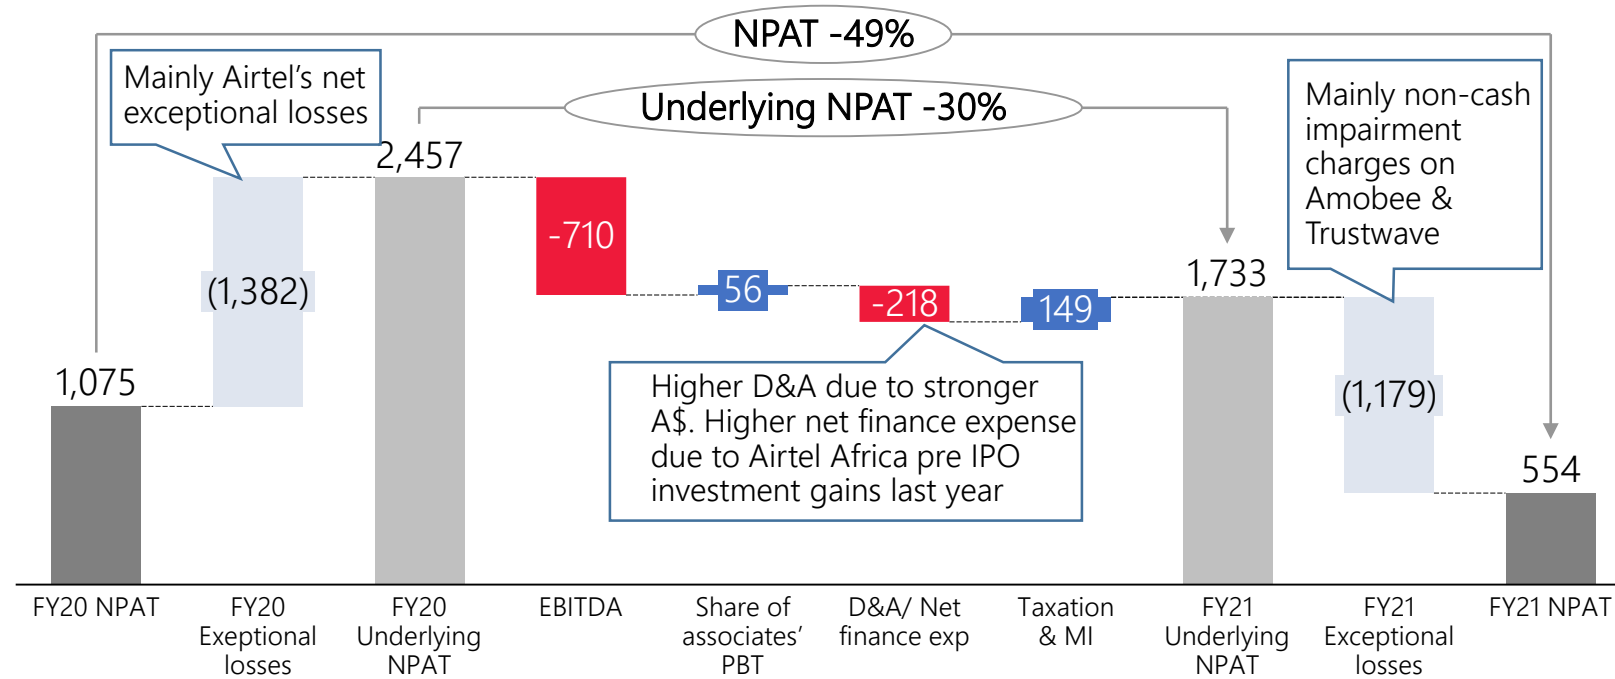 NPAT -49%
Mainly Airtel’s net
exceptional losses
Underlying NPAT -30%
Mainly non-cash
impairment
charges on
Amobee &
Trustwave
1,075
(1,382)
2,457
-710
56
-218
149
1,733
(1,179)
554
Higher D&A due to stronger
A$. Higher net finance expense
due to Airtel Africa pre IPO
investment gains last year
FY20 NPAT
FY20
Exeptional
losses
FY20
Underlying
NPAT
EBITDA
Share of
associates’
PBT
D&A/ Net
finance exp
Taxation
& MI
FY21
Underlying
NPAT
FY21
Exceptional
losses
FY21 NPAT